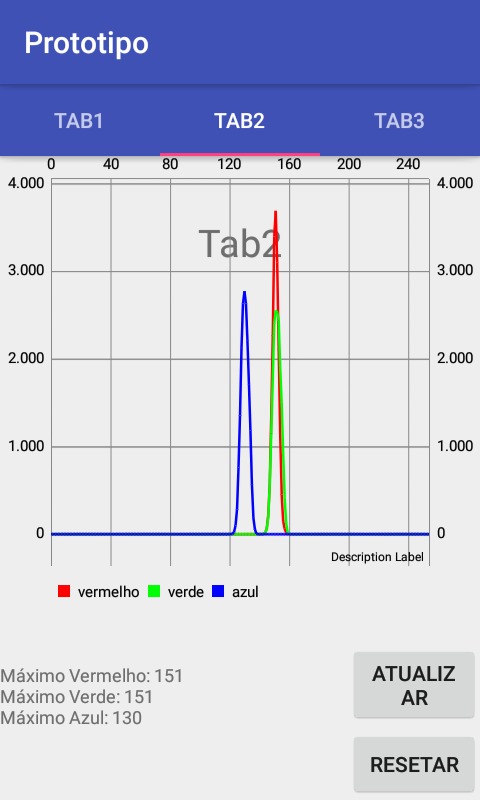 Prototipo
TAB1 TAB2 TAB3
0 40 80 120 160 200 240
4.000 4.000
Tab2
3.000 3.000
2.000 2.000
1.000 1.000
0 0
Description Label
vermelho verde azul
Máximo Vermelho: 151
Máximo Verde: 151
Máximo Azul: 130
ATUALIZ
AR
RESETAR